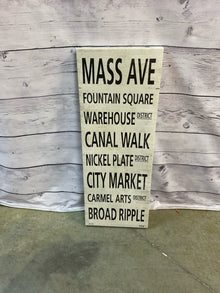 MASS AVE
FOUNTAIN SQUARE
WAREHOUSE DISTRICT
CANAL WALK
NICKEL PLATE DISTRICT
CITY MARKET
CARMEL ARTS DISTRICT
BROAD RIPPLE